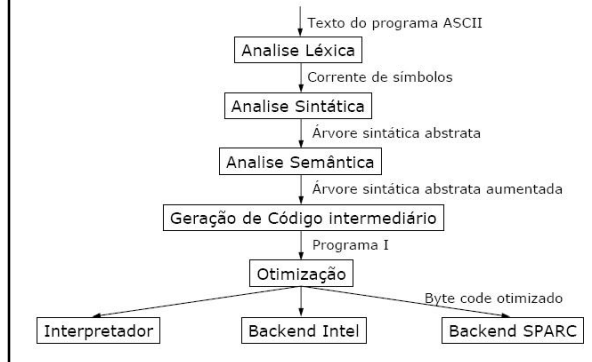 Texto do programa ASCII
Analise Léxica
Corrente de símbolos
Analise Sintática
Árvore sintática abstrata
Analise Semântica
Árvore sintática abstrata aumentada
Geração de Código intermediário
Programa I
Otimização
Byte code otimizado
Interpretador Backend Intel Backend SPARC